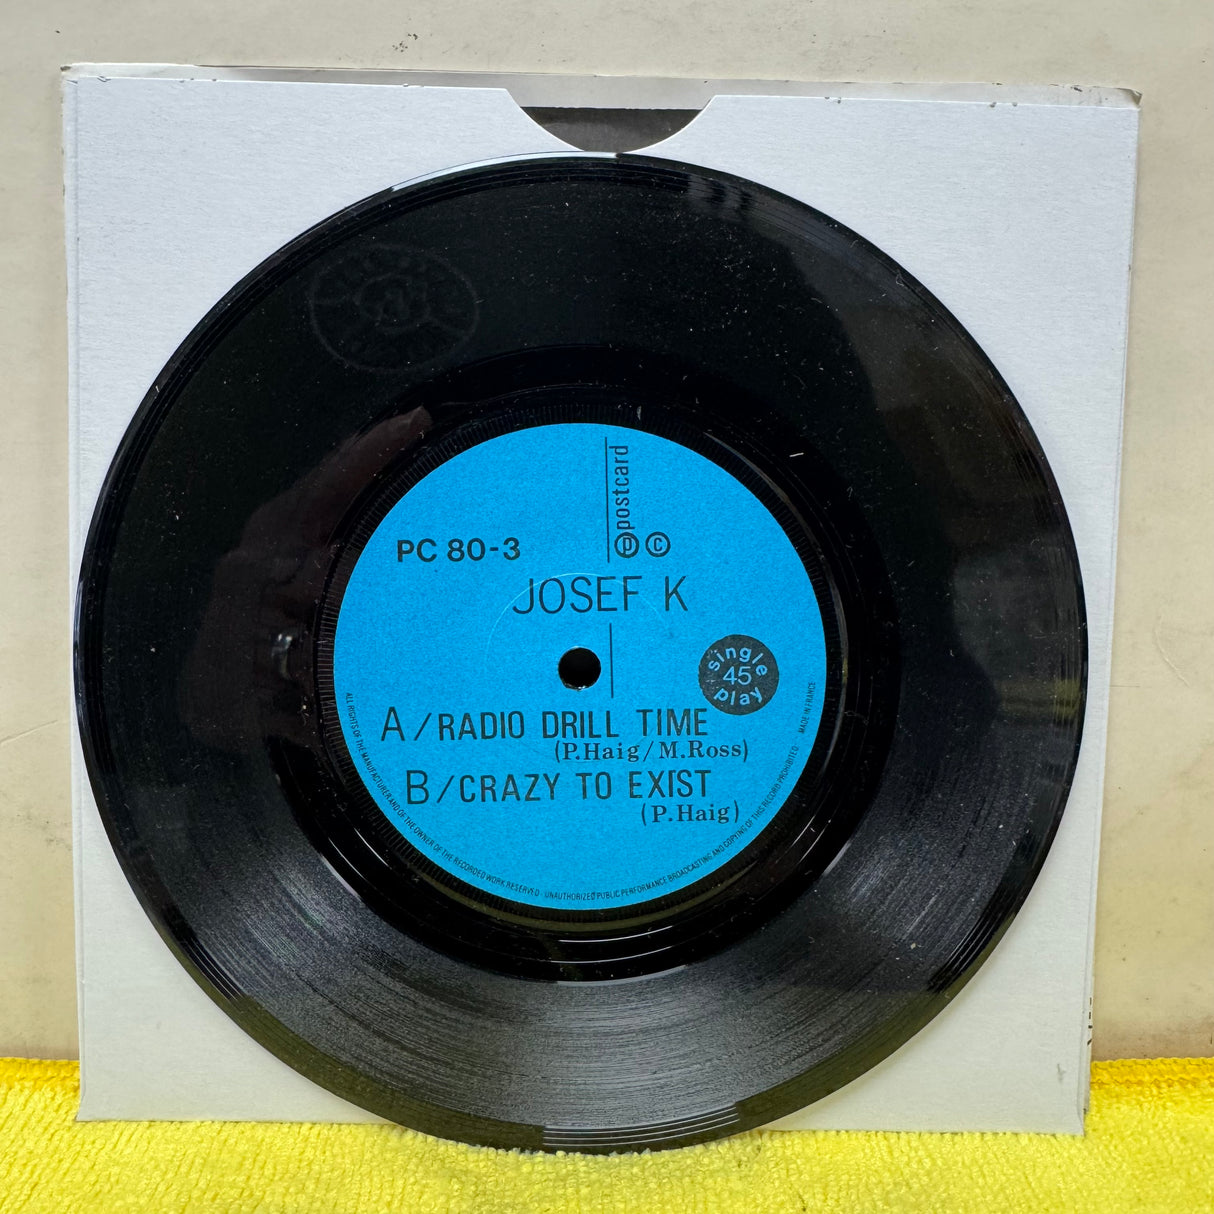 postcard
Ⓟ Ⓒ
PC 80-3
JOSEF K
single
45
play
A/RADIO DRILL TIME
(P.Haig/M.Ross)
B/CRAZY TO EXIST
(P.Haig)
ALL RIGHTS OF THE MANUFACTURER AND OF THE OWNER OF THE RECORDED WORK RESERVED - UNAUTHORIZED PUBLIC PERFORMANCE BROADCASTING AND COPYING OF THIS RECORD PROHIBITED MADE IN FRANCE